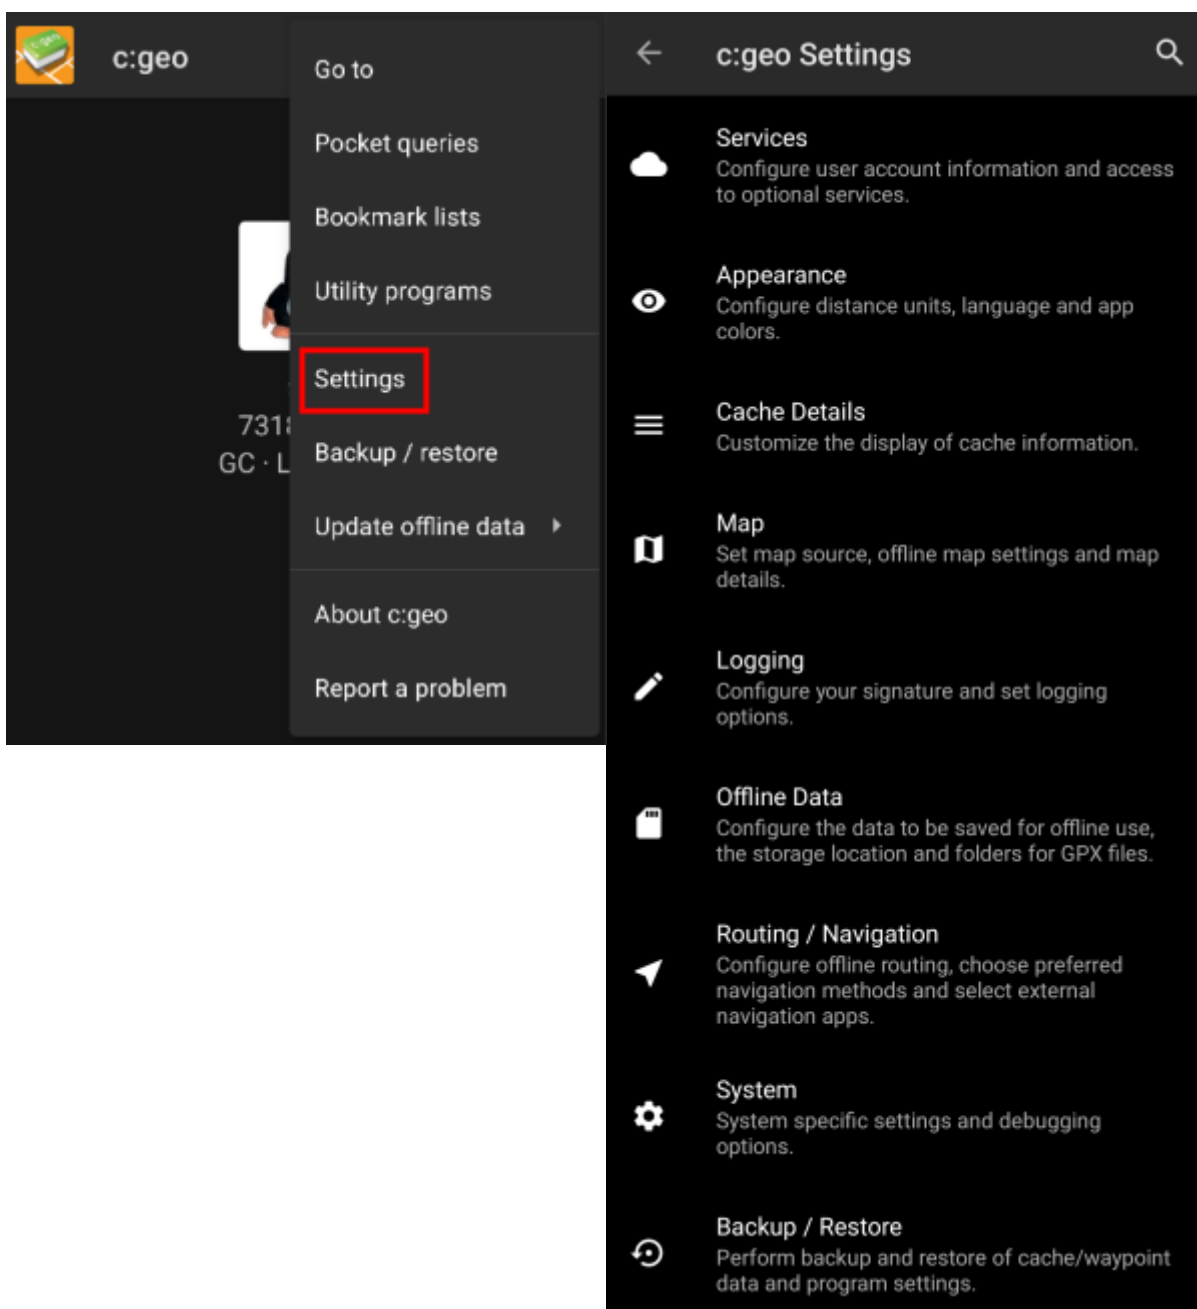 c:geo
Go to
Pocket queries
Bookmark lists
Utility programs
Settings
7318
Backup / restore
GC · L
Update offline data
About c:geo
Report a problem
c:geo Settings
Services
Configure user account information and access
to optional services.
Appearance
Configure distance units, language and app
colors.
Cache Details
Customize the display of cache information.
Map
Set map source, offline map settings and map
details.
Logging
Configure your signature and set logging
options.
Offline Data
Configure the data to be saved for offline use,
the storage location and folders for GPX files.
Routing / Navigation
Configure offline routing, choose preferred
navigation methods and select external
navigation apps.
System
System specific settings and debugging
options.
Backup / Restore
Perform backup and restore of cache/waypoint
data and program settings.